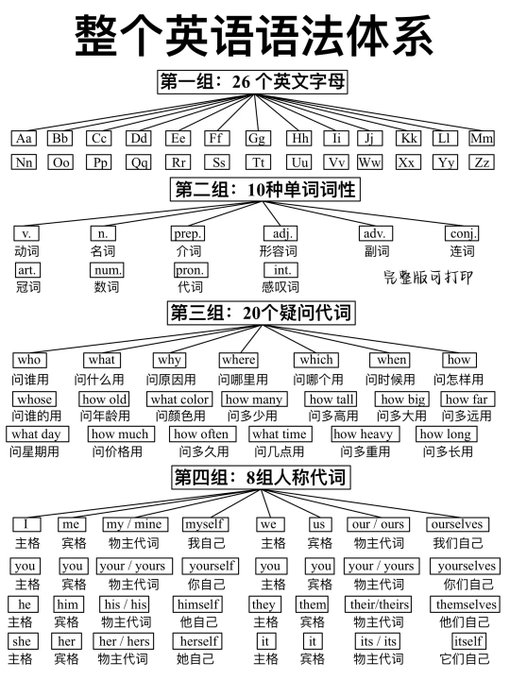 整个英语语法体系
第一组：26 个英文字母
Aa Bb Cc Dd Ee Ff Gg Hh Ii Jj Kk Ll Mm
Nn Oo Pp Qq Rr Ss Tt Uu Vv Ww Xx Yy Zz
第二组：10种单词词性
v. n. prep. adj. adv. conj.
动词 名词 介词 形容词 副词 连词
art. num. pron. int.
冠词 数词 代词 感叹词
完整版可打印
第三组：20个疑问代词
who what why where which when how
问谁用 问什么用 问原因用 问哪里用 问哪个用 问时候用 问怎样用
whose how old what color how many how tall how big how far
问谁的用 问年龄用 问颜色用 问多少用 问多高用 问多大用 问多远用
what day how much how often what time how heavy how long
问星期用 问价格用 问多久用 问几点用 问多重用 问多长用
第四组：8组人称代词
I me my / mine myself we us our / ours ourselves
主格 宾格 物主代词 我自己 主格 宾格 物主代词 我们自己
you you your / yours yourself you you your / yours yourselves
主格 宾格 物主代词 你自己 主格 宾格 物主代词 你们自己
he him his / his himself they them their/theirs themselves
主格 宾格 物主代词 他自己 主格 宾格 物主代词 他们自己
she her her / hers herself it it its / its itself
主格 宾格 物主代词 她自己 主格 宾格 物主代词 它们自己